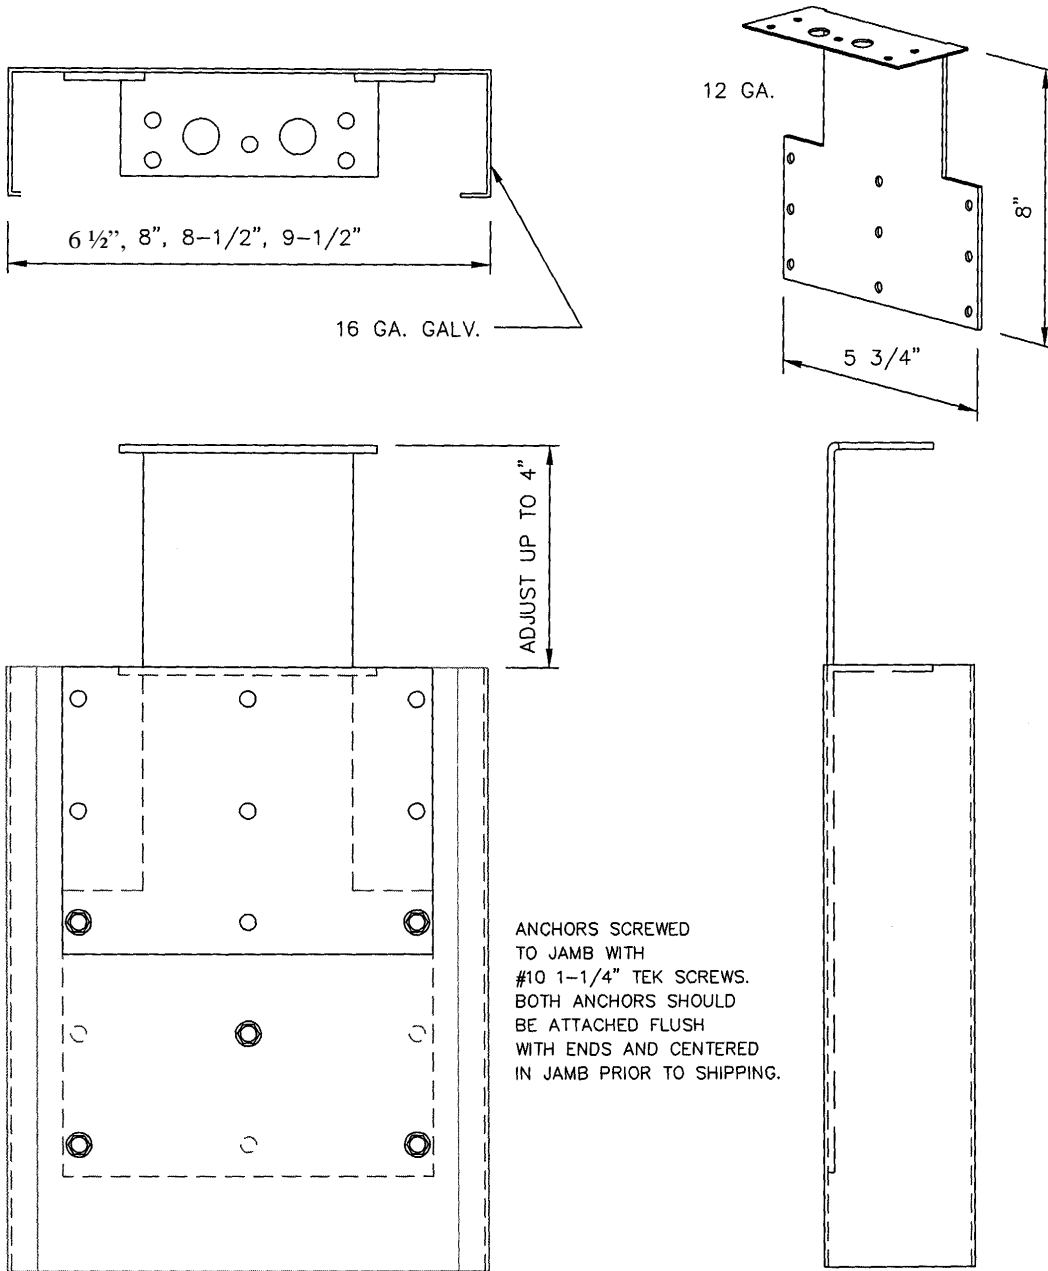 12 GA.
8"
6 ½”, 8", 8-1/2", 9-1/2"
16 GA. GALV.
5 3/4"
ADJUST UP TO 4"
ANCHORS SCREWED
TO JAMB WITH
#10 1-1/4" TEK SCREWS.
BOTH ANCHORS SHOULD
BE ATTACHED FLUSH
WITH ENDS AND CENTERED
IN JAMB PRIOR TO SHIPPING.